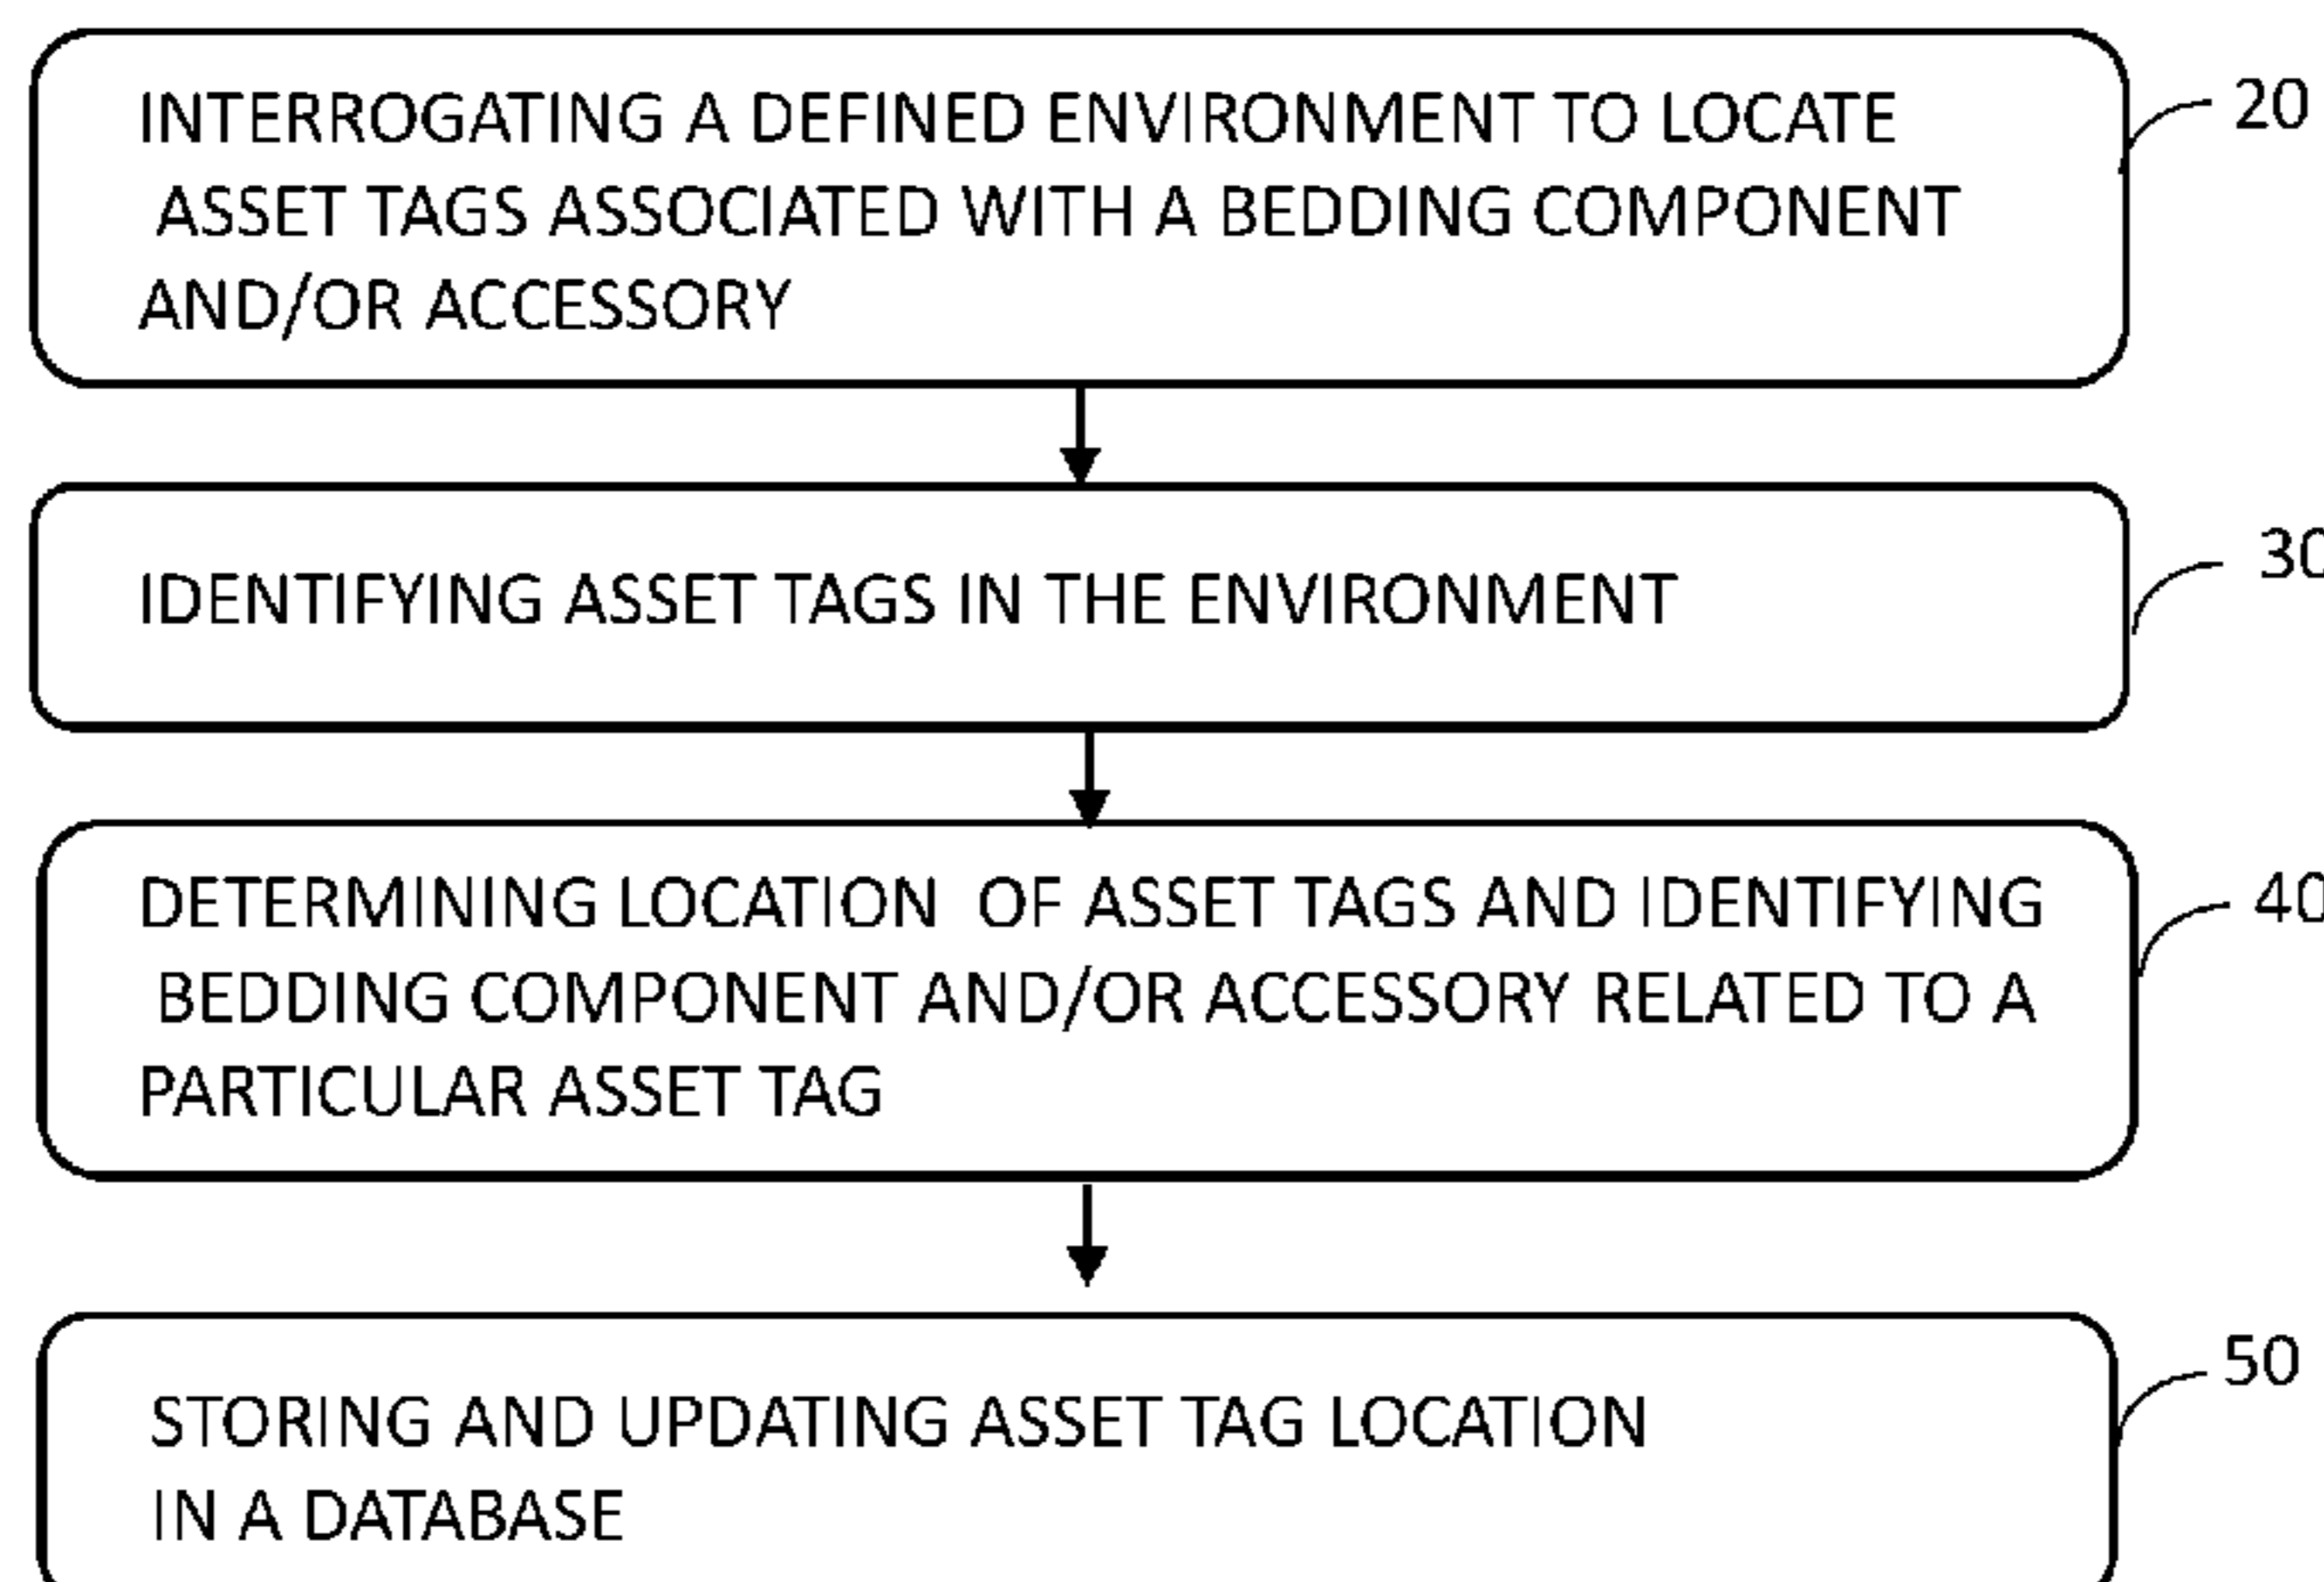 INTERROGATING A DEFINED ENVIRONMENT TO LOCATE
ASSET TAGS ASSOCIATED WITH A BEDDING COMPONENT
AND/OR ACCESSORY
20
IDENTIFYING ASSET TAGS IN THE ENVIRONMENT
30
DETERMINING LOCATION OF ASSET TAGS AND IDENTIFYING
BEDDING COMPONENT AND/OR ACCESSORY RELATED TO A
PARTICULAR ASSET TAG
40
STORING AND UPDATING ASSET TAG LOCATION
IN A DATABASE
50